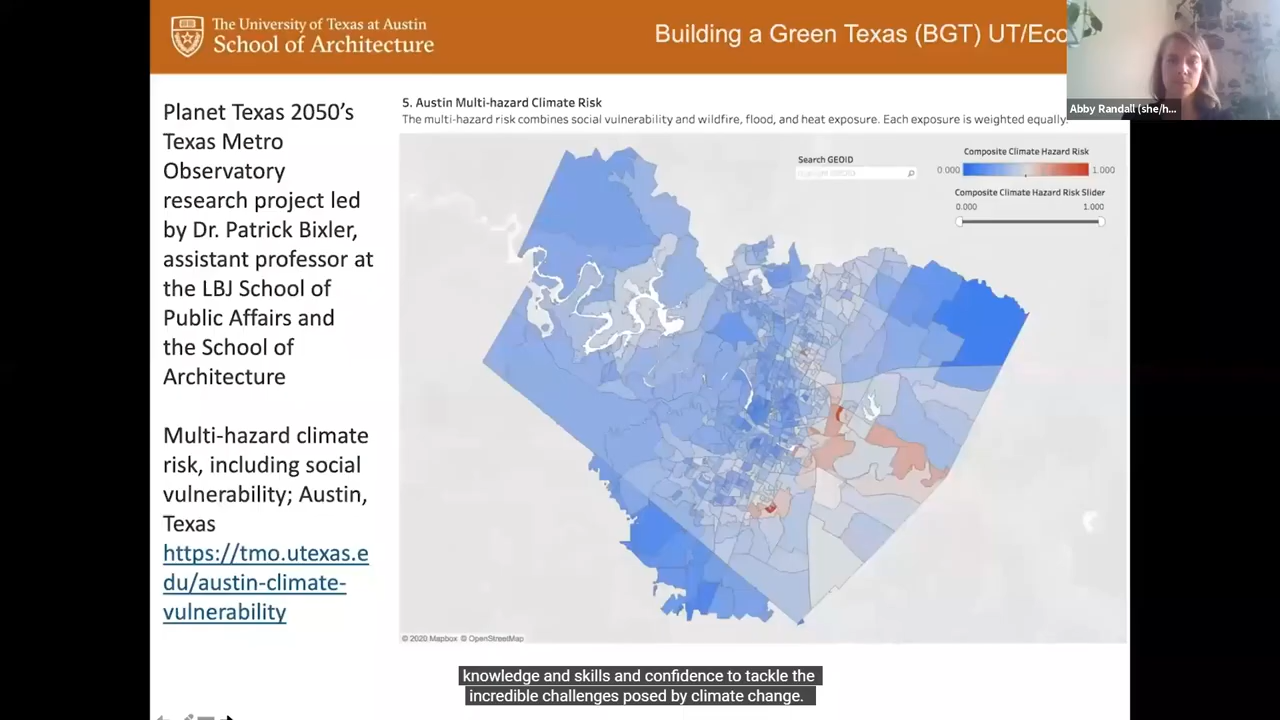 The University of Texas at Austin
School of Architecture
Building a Green Texas (BGT) UT/Eco
Abby Randall (she/h...
Planet Texas 2050's
Texas Metro
Observatory
research project led
by Dr. Patrick Bixler,
assistant professor at
the LBJ School of
Public Affairs and
the School of
Architecture
Multi-hazard climate
risk, including social
vulnerability; Austin,
Texas
https://tmo.utexas.e
du/austin-climate-
vulnerability
5. Austin Multi-hazard Climate Risk
The multi-hazard risk combines social vulnerability and wildfire, flood, and heat exposure. Each exposure is weighted equally.
Search GEOID
Composite Climate Hazard Risk
0.000 1.000
Composite Climate Hazard Risk Slider
0.000 1.000
© 2020 Mapbox © OpenStreetMap
knowledge and skills and confidence to tackle the
incredible challenges posed by climate change.